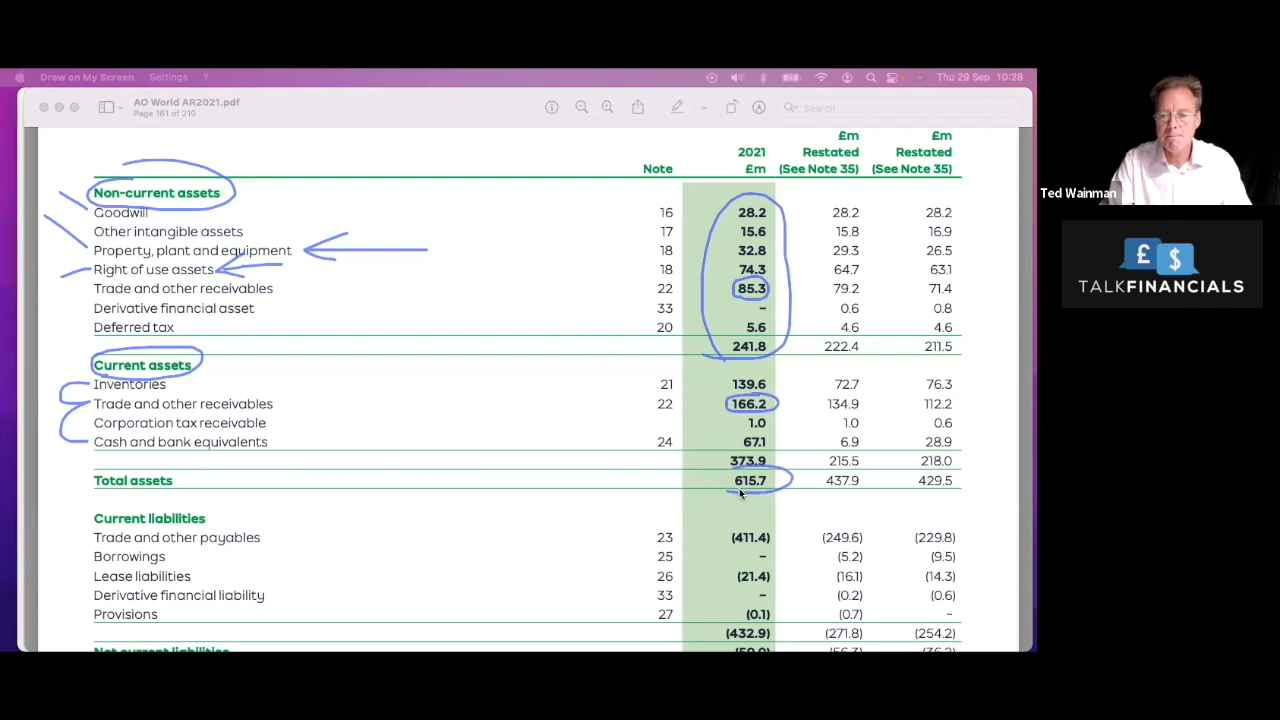 Draw on My Screen Settings ? Thu 29 Sep 10:28
AO World AR2021.pdf
Page 161 of 210
Search
£m £m
2021 Restated Restated
Note £m (See Note 35) (See Note 35)
Non-current assets
Goodwill 16 28.2 28.2 28.2
Other intangible assets 17 15.6 15.8 16.9
Property, plant and equipment 18 32.8 29.3 26.5
Right of use assets 18 74.3 64.7 63.1
Trade and other receivables 22 85.3 79.2 71.4
Derivative financial asset 33 – 0.6 0.8
Deferred tax 20 5.6 4.6 4.6
241.8 222.4 211.5
Current assets
Inventories 21 139.6 72.7 76.3
Trade and other receivables 22 166.2 134.9 112.2
Corporation tax receivable 1.0 1.0 0.6
Cash and bank equivalents 24 67.1 6.9 28.9
373.9 215.5 218.0
Total assets 615.7 437.9 429.5
Current liabilities
Trade and other payables 23 (411.4) (249.6) (229.8)
Borrowings 25 – (5.2) (9.5)
Lease liabilities 26 (21.4) (16.1) (14.3)
Derivative financial liability 33 – (0.2) (0.6)
Provisions 27 (0.1) (0.7) –
(432.9) (271.8) (254.2)
Net current liabilities
Ted Wainman
£ $
TALKFINANCIALS